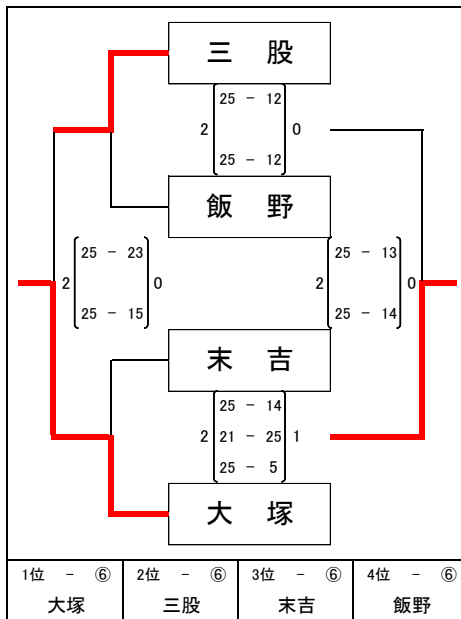 三 股
25 - 12
2 0
25 - 12
飯 野
25 - 23
2 0
25 - 15
25 - 13
2 0
25 - 14
末 吉
25 - 14
2 21 - 25 1
25 - 5
大 塚
1位 - ⑥ 2位 - ⑥ 3位 - ⑥ 4位 - ⑥
大塚 三股 末吉 飯野